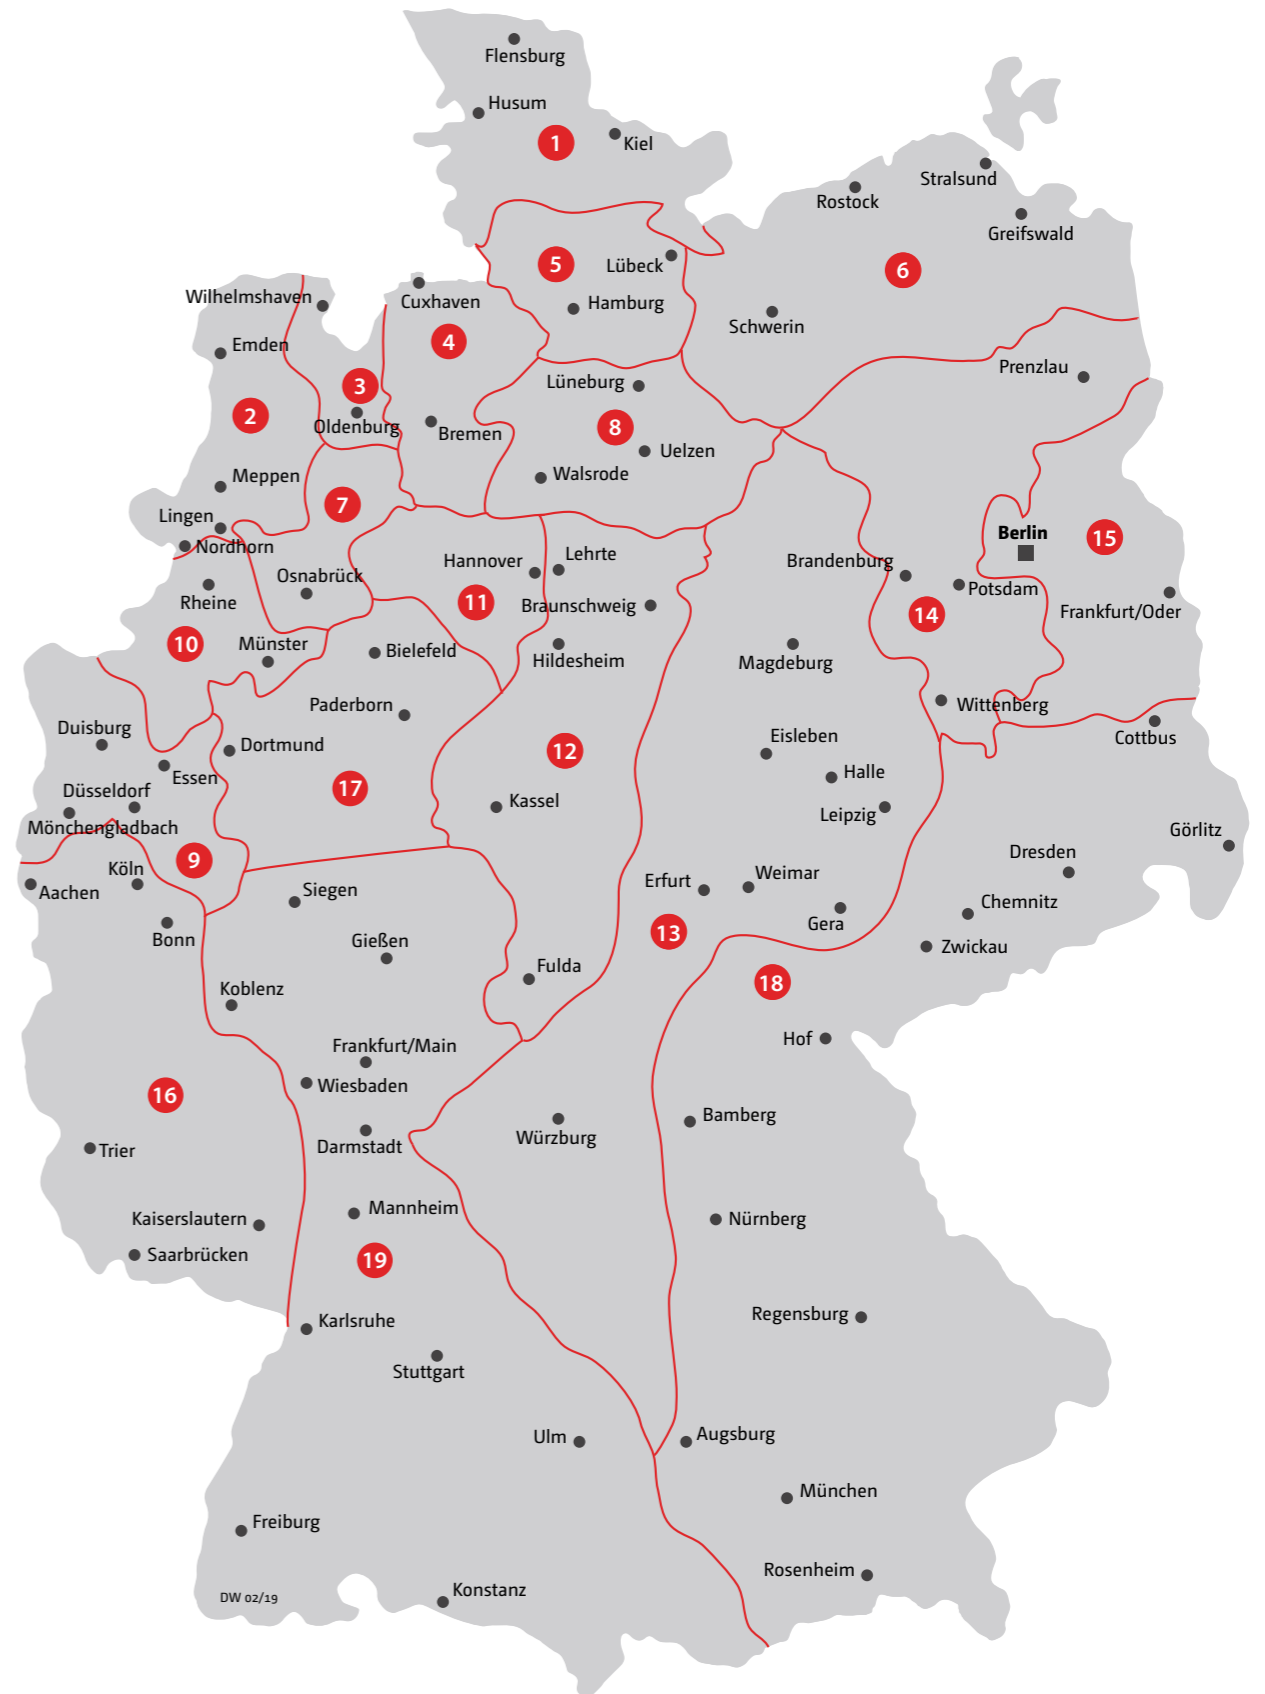 Flensburg
Husum
1
Kiel
Stralsund
Rostock
Greifswald
5
Lübeck
6
Wilhelmshaven
Cuxhaven
Hamburg
Schwerin
4
Emden
Prenzlau
3
Lüneburg
2
Oldenburg
Bremen
8
Uelzen
Meppen
Walsrode
7
Lingen
Berlin
15
Nordhorn
Hannover
Lehrte
Brandenburg
Osnabrück
Potsdam
Rheine
11
Braunschweig
14
Frankfurt/Oder
10
Münster
Bielefeld
Hildesheim
Magdeburg
Paderborn
Wittenberg
Duisburg
Dortmund
12
Eisleben
Cottbus
Essen
17
Halle
Düsseldorf
Kassel
Leipzig
Mönchengladbach
Görlitz
9
Köln
Dresden
Aachen
Siegen
Erfurt
Weimar
Chemnitz
Bonn
Gießen
13
Gera
Zwickau
Fulda
18
Koblenz
Hof
Frankfurt/Main
Wiesbaden
16
Bamberg
Würzburg
Trier
Darmstadt
Kaiserslautern
Mannheim
Nürnberg
Saarbrücken
19
Karlsruhe
Regensburg
Stuttgart
Ulm
Augsburg
München
Freiburg
Rosenheim
DW 02/19
Konstanz